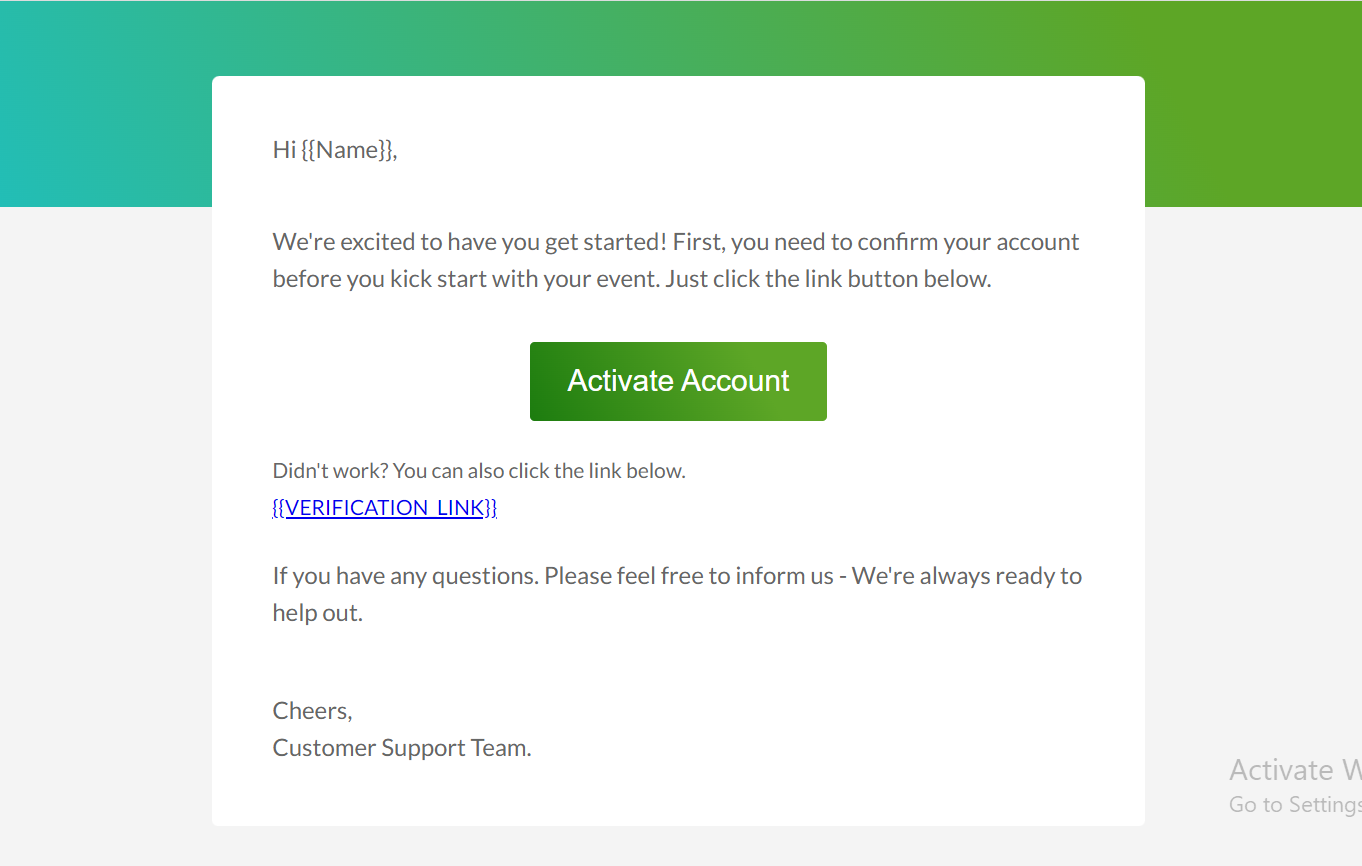 Hi {{Name}},
We're excited to have you get started! First, you need to confirm your account
before you kick start with your event. Just click the link button below.
Activate Account
Didn't work? You can also click the link below.
{{VERIFICATION_LINK}}
If you have any questions. Please feel free to inform us - We're always ready to
help out.
Cheers,
Customer Support Team.
Activate W
Go to Settings